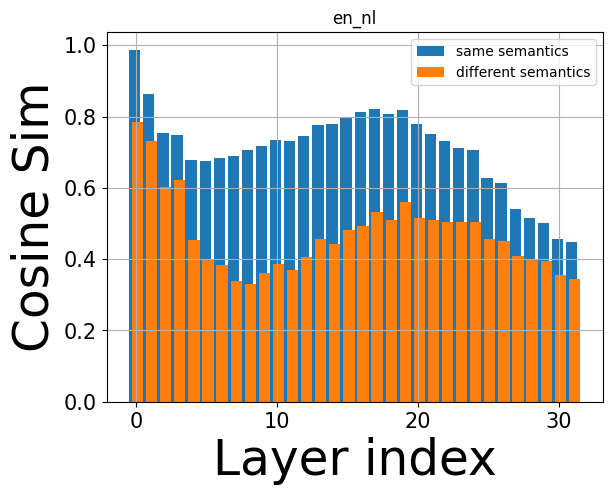 en_nl
same semantics
different semantics
Cosine Sim
1.0
0.8
0.6
0.4
0.2
0.0
0 10 20 30
Layer index